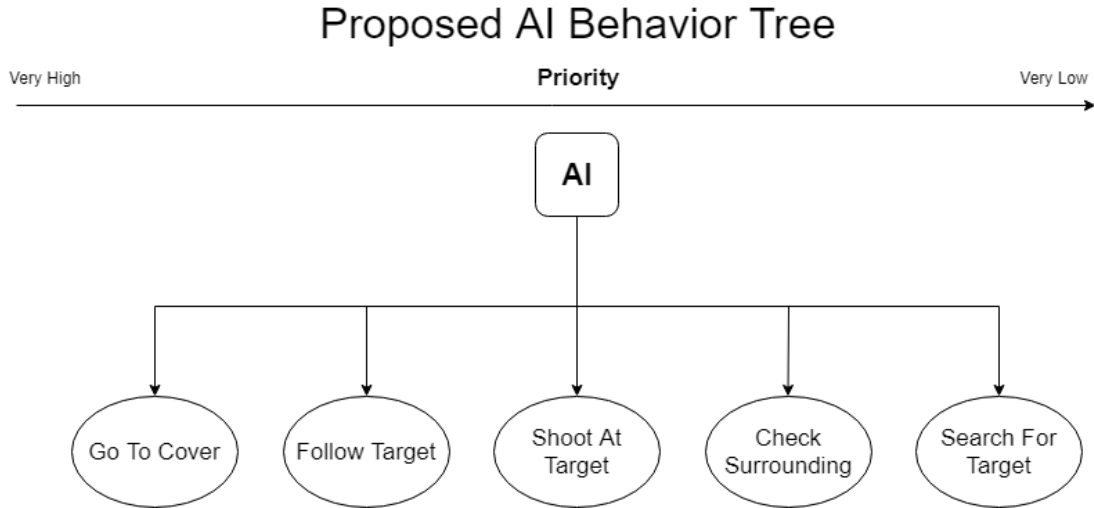 Proposed AI Behavior Tree
Very High
Priority
Very Low
AI
Go To Cover
Follow Target
Shoot At
Target
Check
Surrounding
Search For
Target